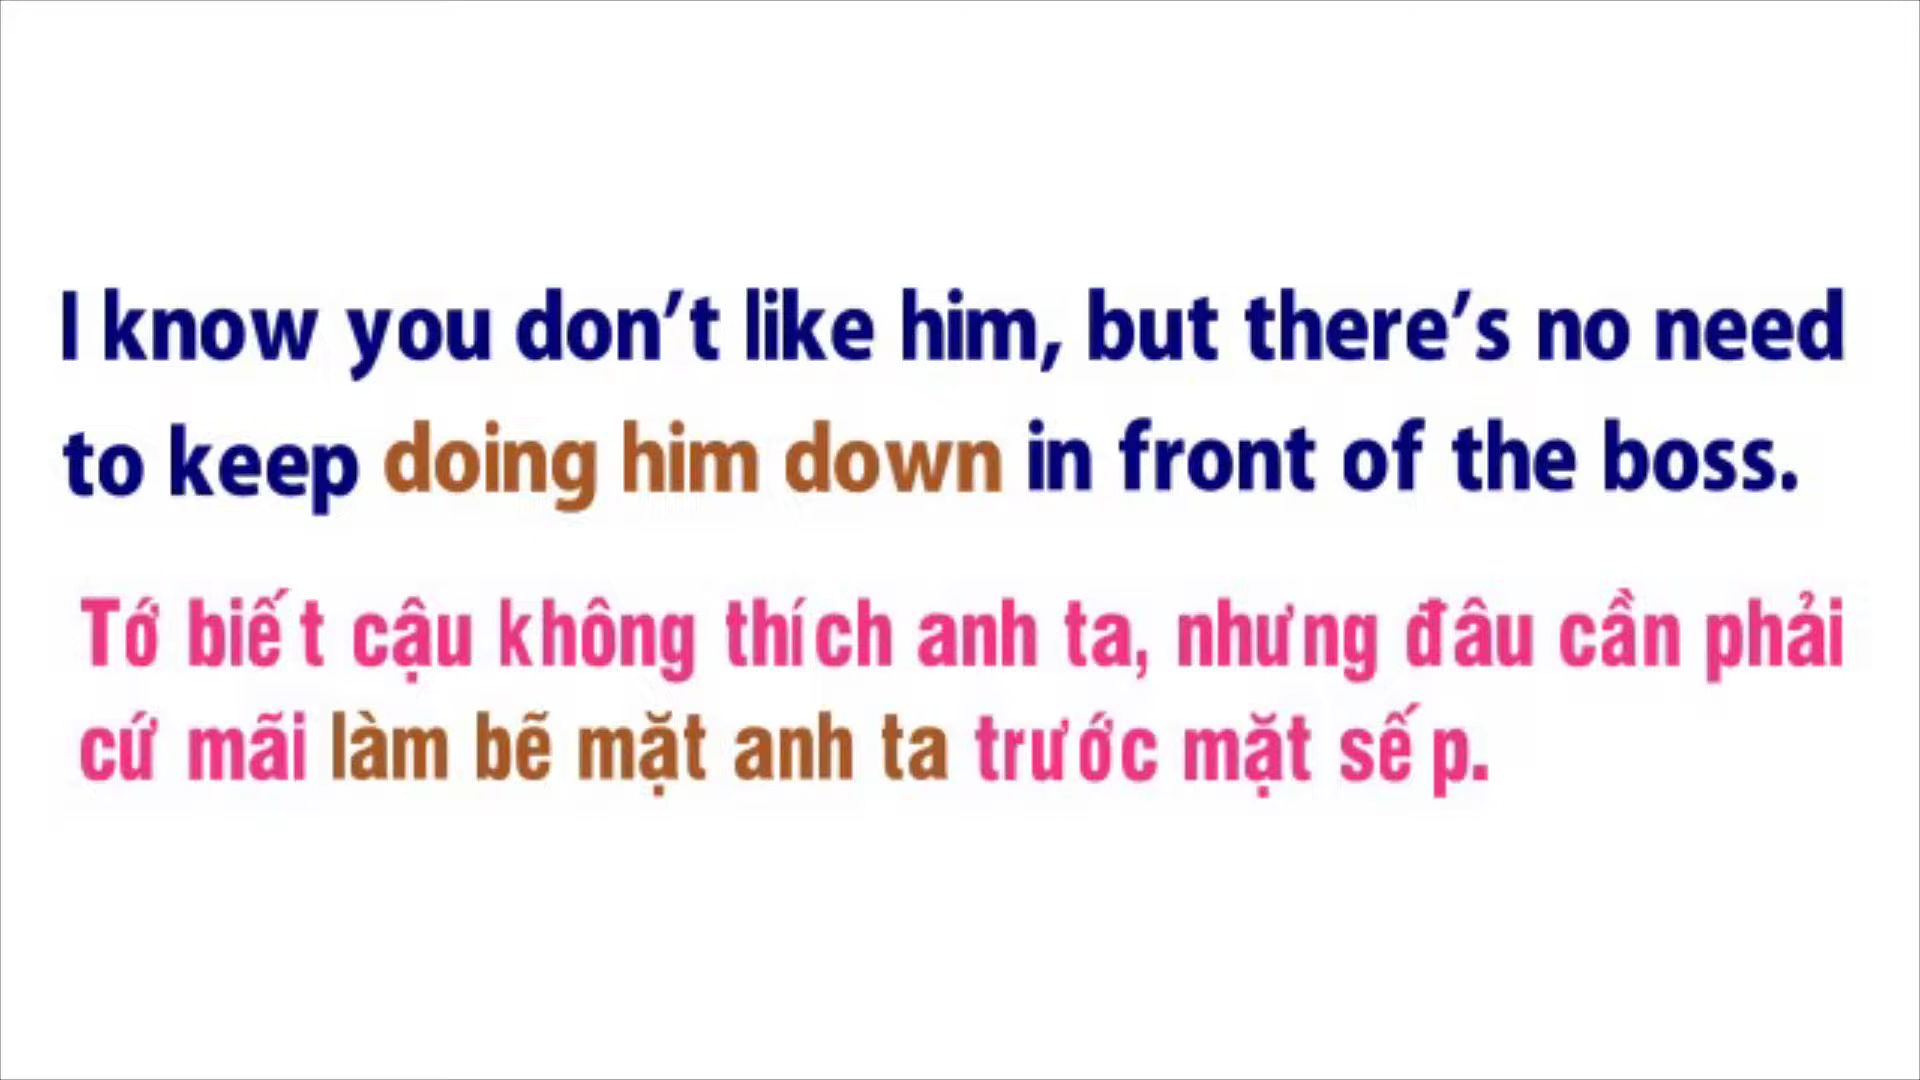 I know you don’t like him, but there’s no need
to keep doing him down in front of the boss.
Tớ biết cậu không thích anh ta, nhưng đâu cần phải
cứ mãi làm bẽ mặt anh ta trước mặt sếp.